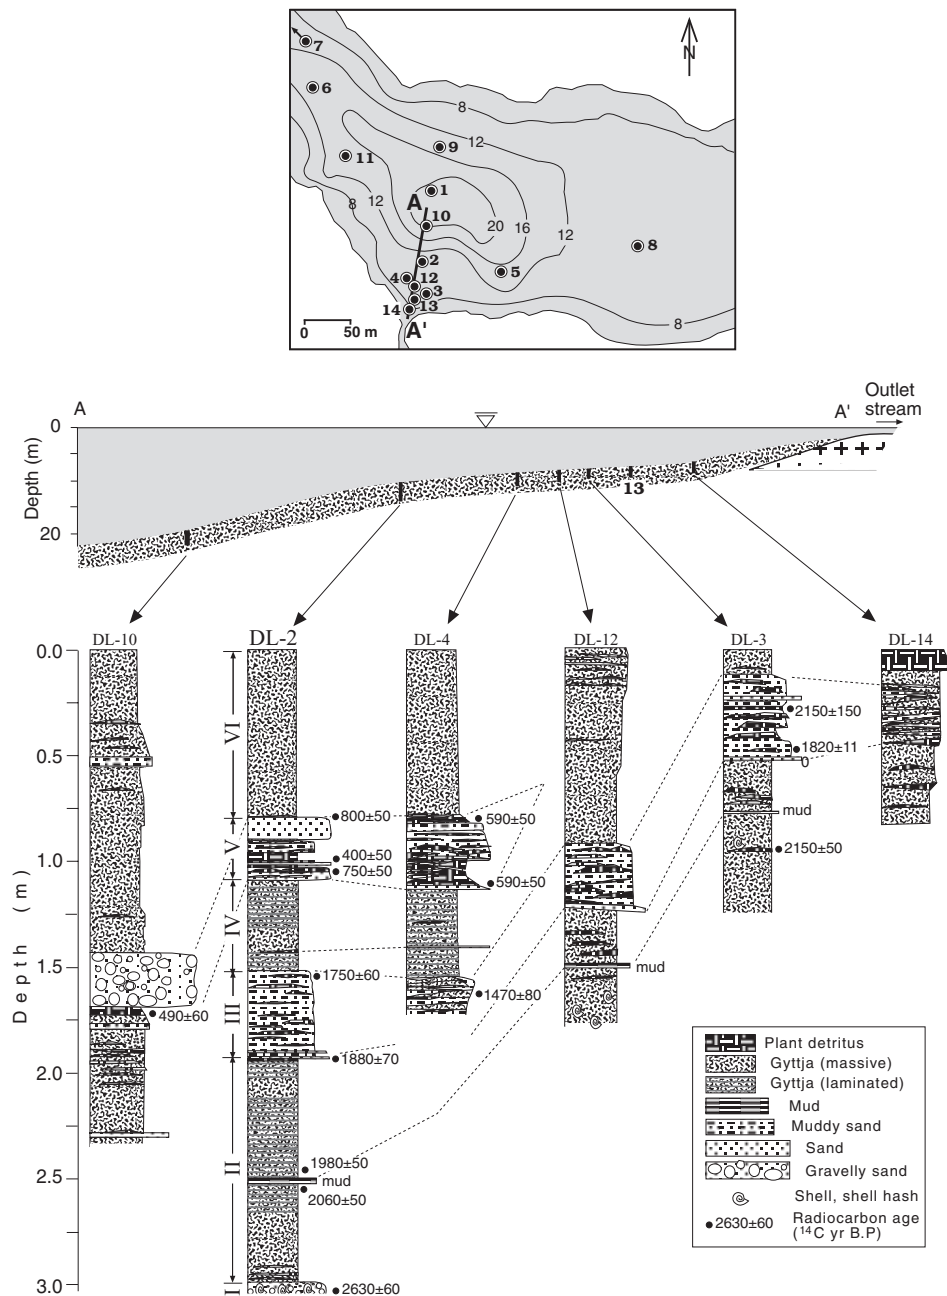 7
N
6
8
9
12
11
1
8
12
A
10
20
16
12
8
2
5
4
12
3
14
13
8
0
50 m
A'
A
A'
Outlet
stream
0
Depth (m)
13
20
DL-10
DL-2
DL-4
DL-12
DL-3
DL-14
0.0
0.5
1.0
1.5
2.0
2.5
3.0
Depth (m)
VI
V
IV
III
II
I
490±60
800±50
400±50
750±50
1750±60
1880±70
1980±50
mud
2060±50
2630±60
590±50
590±50
1470±80
mud
2150±150
1820±11
0
mud
2150±50
Plant detritus
Gyttja (massive)
Gyttja (laminated)
Mud
Muddy sand
Sand
Gravelly sand
Shell, shell hash
2630±60 Radiocarbon age
(14C yr B.P)